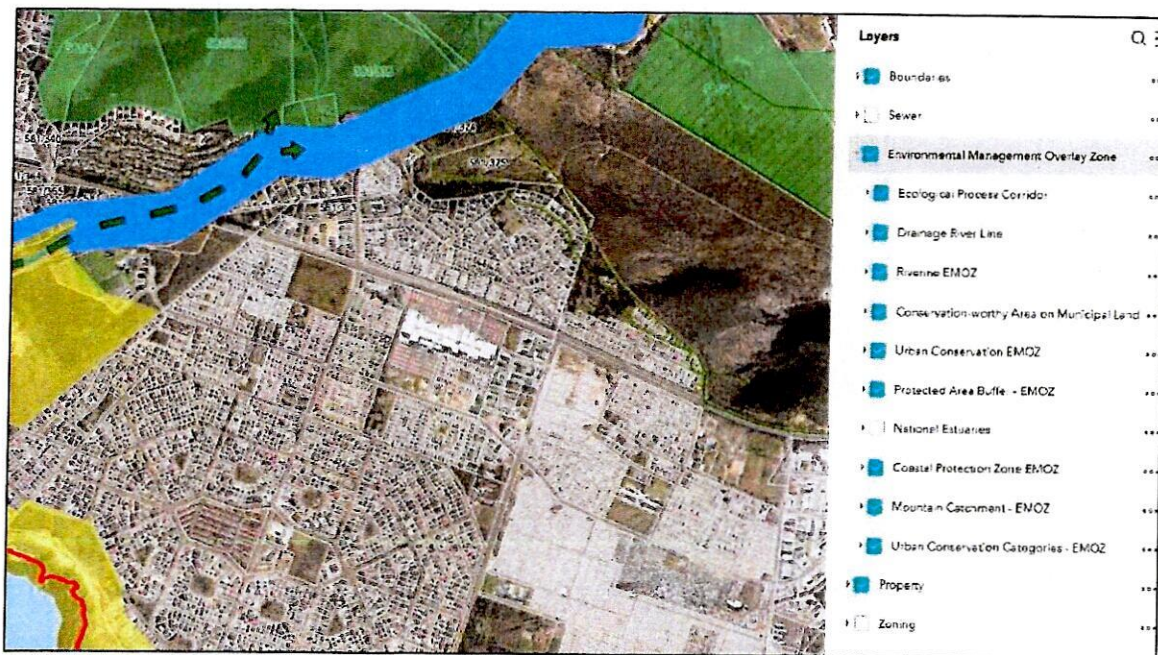 Layers
Boundaries
Sewer
Environmental Management Overlay Zone
Ecological Process Corridor
Drainage River Line
Riverine EMOZ
Conservation-worthy Area on Municipal Land
Urban Conservation EMOZ
Protected Area Buffer - EMOZ
National Estuaries
Coastal Protection Zone EMOZ
Mountain Catchment - EMOZ
Urban Conservation Categories - EMOZ
Property
Zoning